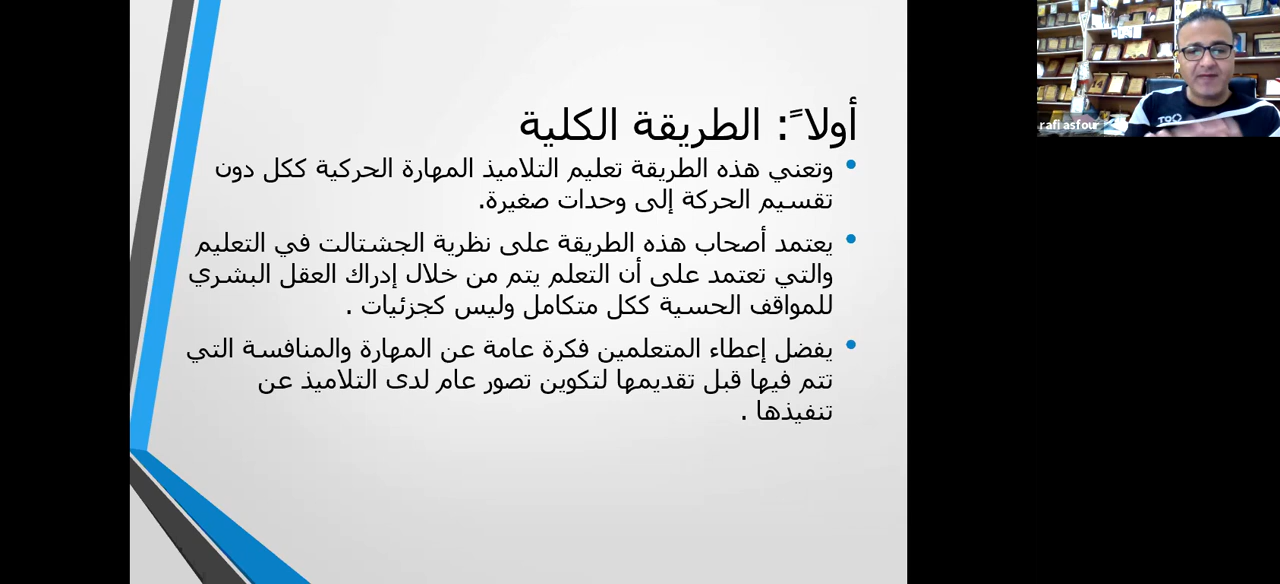 أولا ً: الطريقة الكلية
وتعني هذه الطريقة تعليم التلاميذ المهارة الحركية ككل دون
تقسيم الحركة إلى وحدات صغيرة.
يعتمد أصحاب هذه الطريقة على نظرية الجشتالت في التعليم
والتي تعتمد على أن التعلم يتم من خلال إدراك العقل البشري
للمواقف الحسية ككل متكامل وليس كجزئيات .
يفضل إعطاء المتعلمين فكرة عامة عن المهارة والمنافسة التي
تتم فيها قبل تقديمها لتكوين تصور عام لدى التلاميذ عن
تنفيذها .
rafi asfour